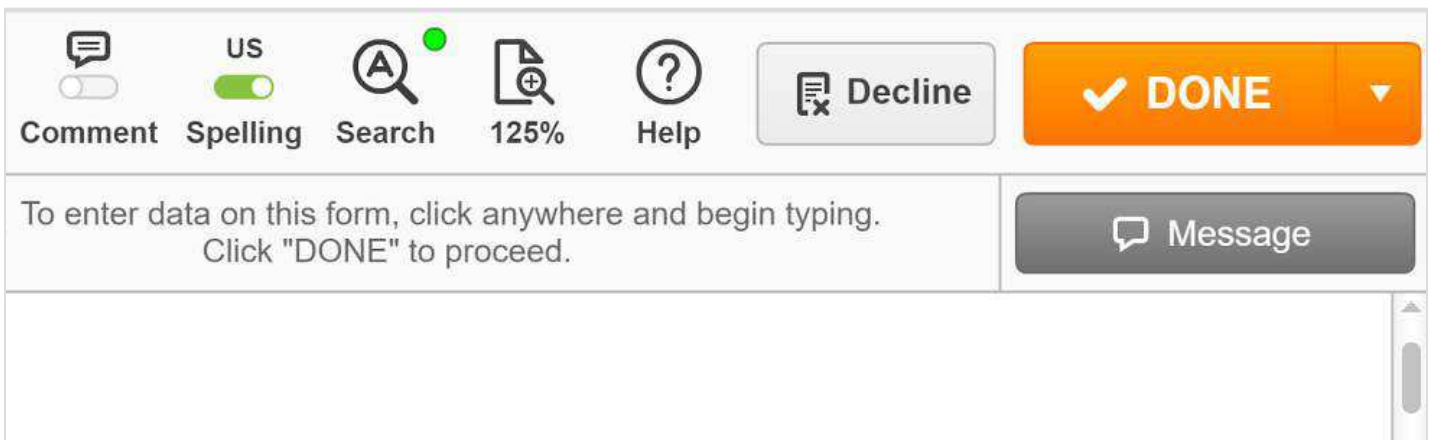 US
Comment Spelling Search 125% Help Decline DONE
To enter data on this form, click anywhere and begin typing.
Click "DONE" to proceed.
Message